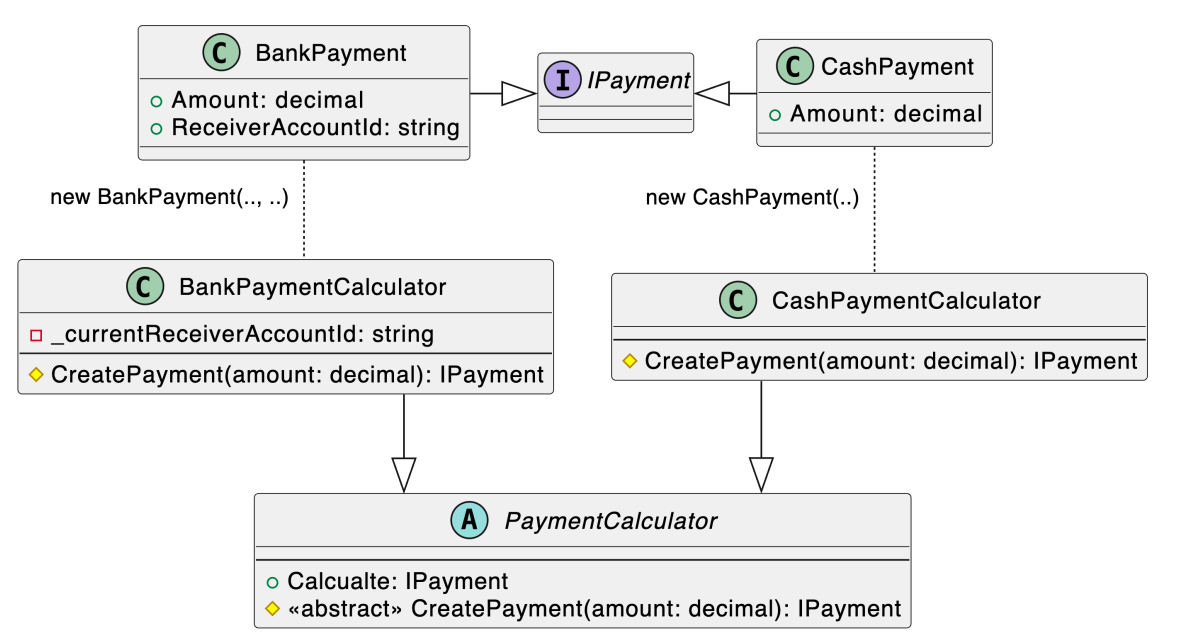 C BankPayment
Amount: decimal
ReceiverAccountId: string
I IPayment
C CashPayment
Amount: decimal
new BankPayment(.., ..)
new CashPayment(..)
C BankPaymentCalculator
_currentReceiverAccountId: string
CreatePayment(amount: decimal): IPayment
C CashPaymentCalculator
CreatePayment(amount: decimal): IPayment
A PaymentCalculator
Calcualte: IPayment
«abstract» CreatePayment(amount: decimal): IPayment